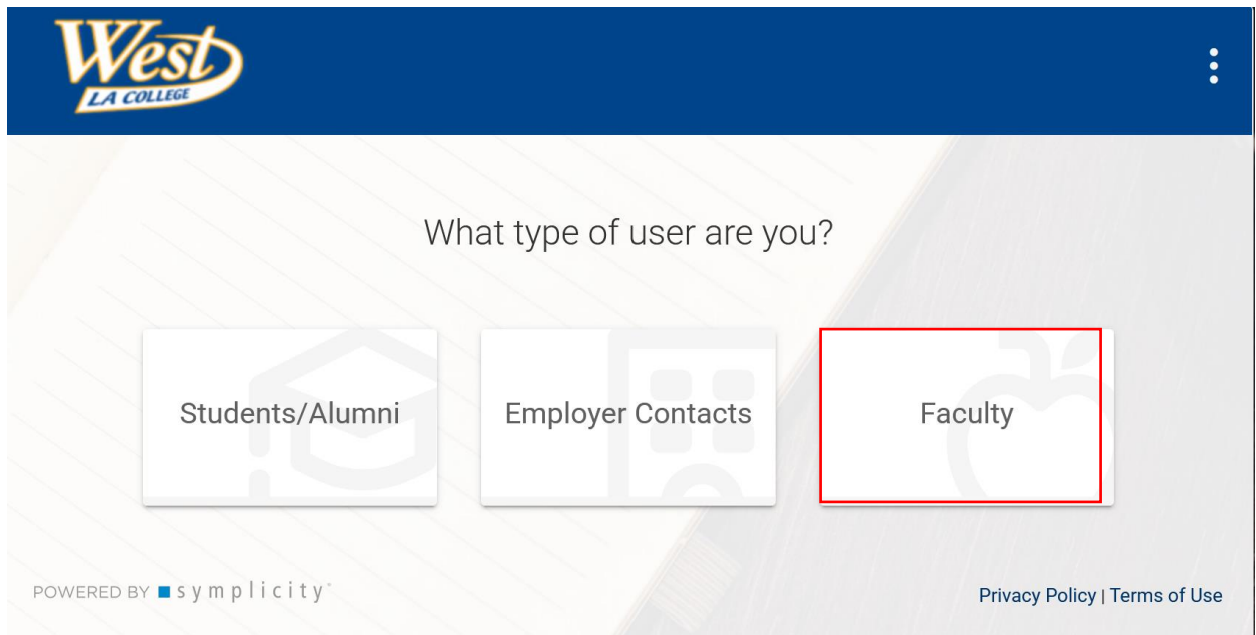 West
LA COLLEGE
What type of user are you?
Students/Alumni
Employer Contacts
Faculty
POWERED BY symplicity
Privacy Policy | Terms of Use